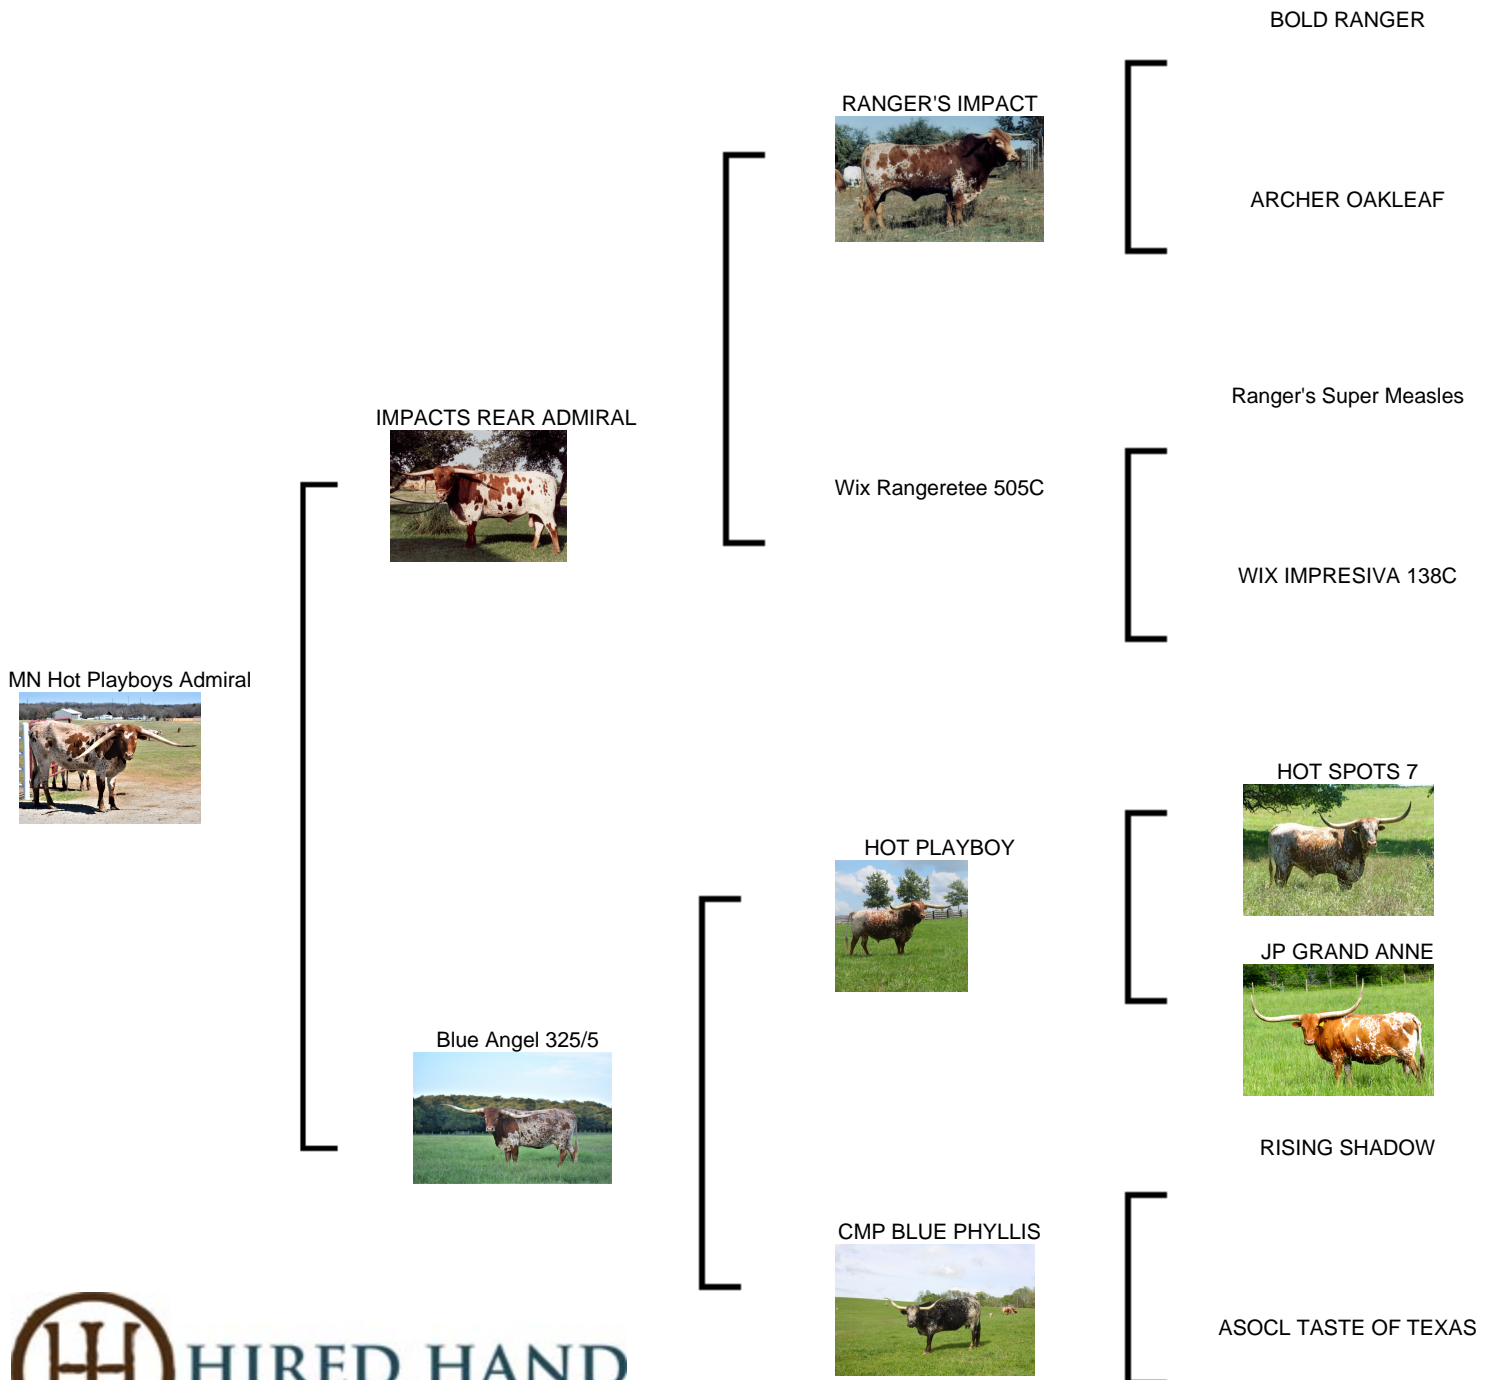 BOLD RANGER
RANGER'S IMPACT
ARCHER OAKLEAF
Ranger's Super Measles
IMPACTS REAR ADMIRAL
Wix Rangeretee 505C
WIX IMPRESIVA 138C
MN Hot Playboys Admiral
HOT SPOTS 7
HOT PLAYBOY
JP GRAND ANNE
Blue Angel 325/5
RISING SHADOW
CMP BLUE PHYLLIS
ASOCL TASTE OF TEXAS
HIRED HAND